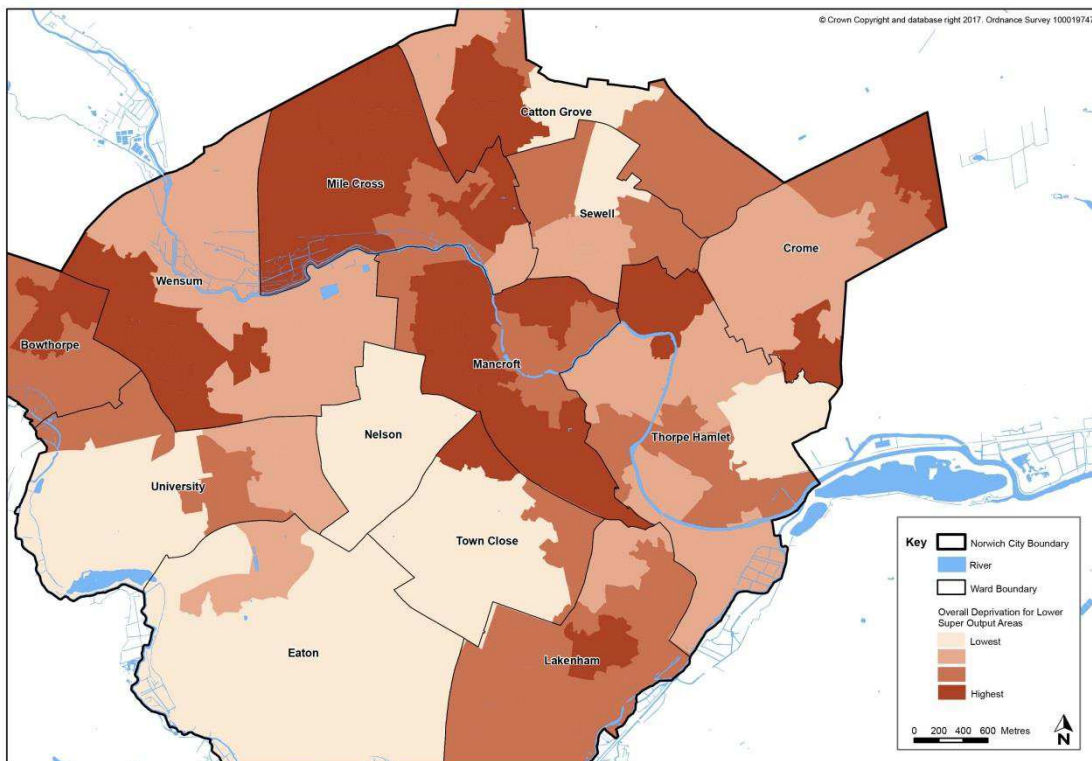 © Crown Copyright and database right 2017. Ordnance Survey 100019747
Catton Grove
Mile Cross
Sewell
Crome
Wensum
Bowthorpe
Mancroft
Nelson
Thorpe Hamlet
University
Town Close
Eaton
Lakenham
Key
Norwich City Boundary
River
Ward Boundary
Overall Deprivation for Lower
Super Output Areas
Lowest
Highest
0 200 400 600 Metres
N